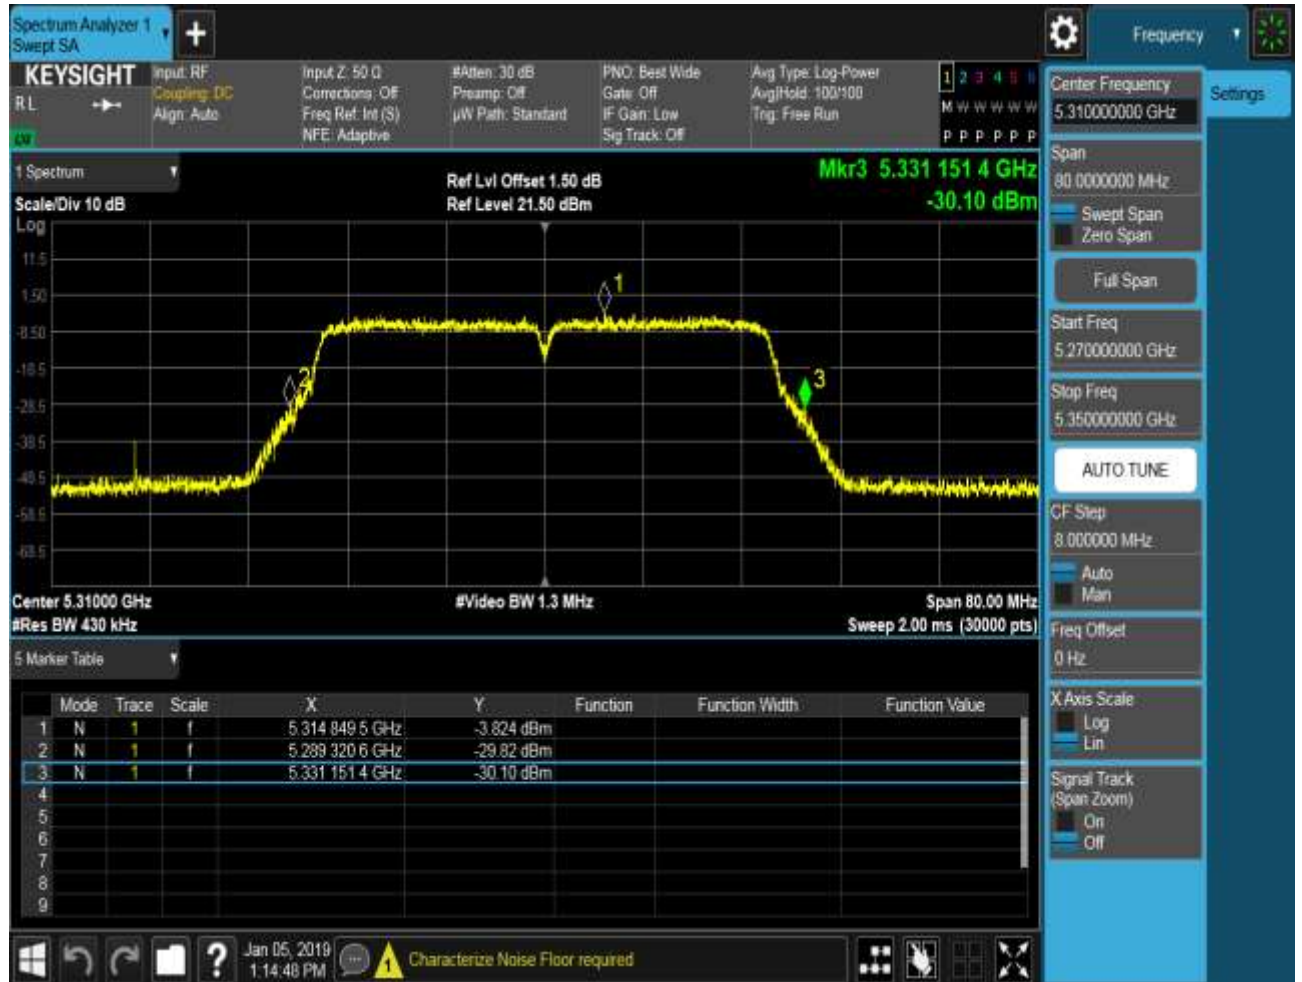 Spectrum Analyzer 1
Swept SA
Frequency
KEYSIGHT
R L
Input: RF
Coupling: DC
Align: Auto
Input Z: 50 Ω
Corrections: Off
Freq Ref: Int (S)
NFE: Adaptive
#Atten: 30 dB
Preamp: Off
µW Path: Standard
PNO: Best Wide
Gate: Off
IF Gain: Low
Sig Track: Off
Avg Type: Log-Power
Avg|Hold: 100/100
Trig: Free Run
1 2 3 4 5 6
M W W W W W
P P P P P P
1 Spectrum
Scale/Div 10 dB
Log
Ref Lvl Offset 1.50 dB
Ref Level 21.50 dBm
Mkr3 5.331 151 4 GHz
-30.10 dBm
11.5
1.50
-8.50
-18.5
-28.5
-38.5
-48.5
-58.5
-68.5
1
2
3
Center 5.31000 GHz
#Video BW 1.3 MHz
Span 80.00 MHz
#Res BW 430 kHz
Sweep 2.00 ms (30000 pts)
5 Marker Table
Mode Trace Scale X Y Function Function Width Function Value
1 N 1 f 5.314 849 5 GHz -3.824 dBm
2 N 1 f 5.289 320 6 GHz -29.82 dBm
3 N 1 f 5.331 151 4 GHz -30.10 dBm
4
5
6
7
8
9
Jan 05, 2019
1:14:48 PM
1
Characterize Noise Floor required
Center Frequency
5.310000000 GHz
Settings
Span
80.0000000 MHz
Swept Span
Zero Span
Full Span
Start Freq
5.270000000 GHz
Stop Freq
5.350000000 GHz
AUTO TUNE
CF Step
8.000000 MHz
Auto
Man
Freq Offset
0 Hz
X Axis Scale
Log
Lin
Signal Track
(Span Zoom)
On
Off